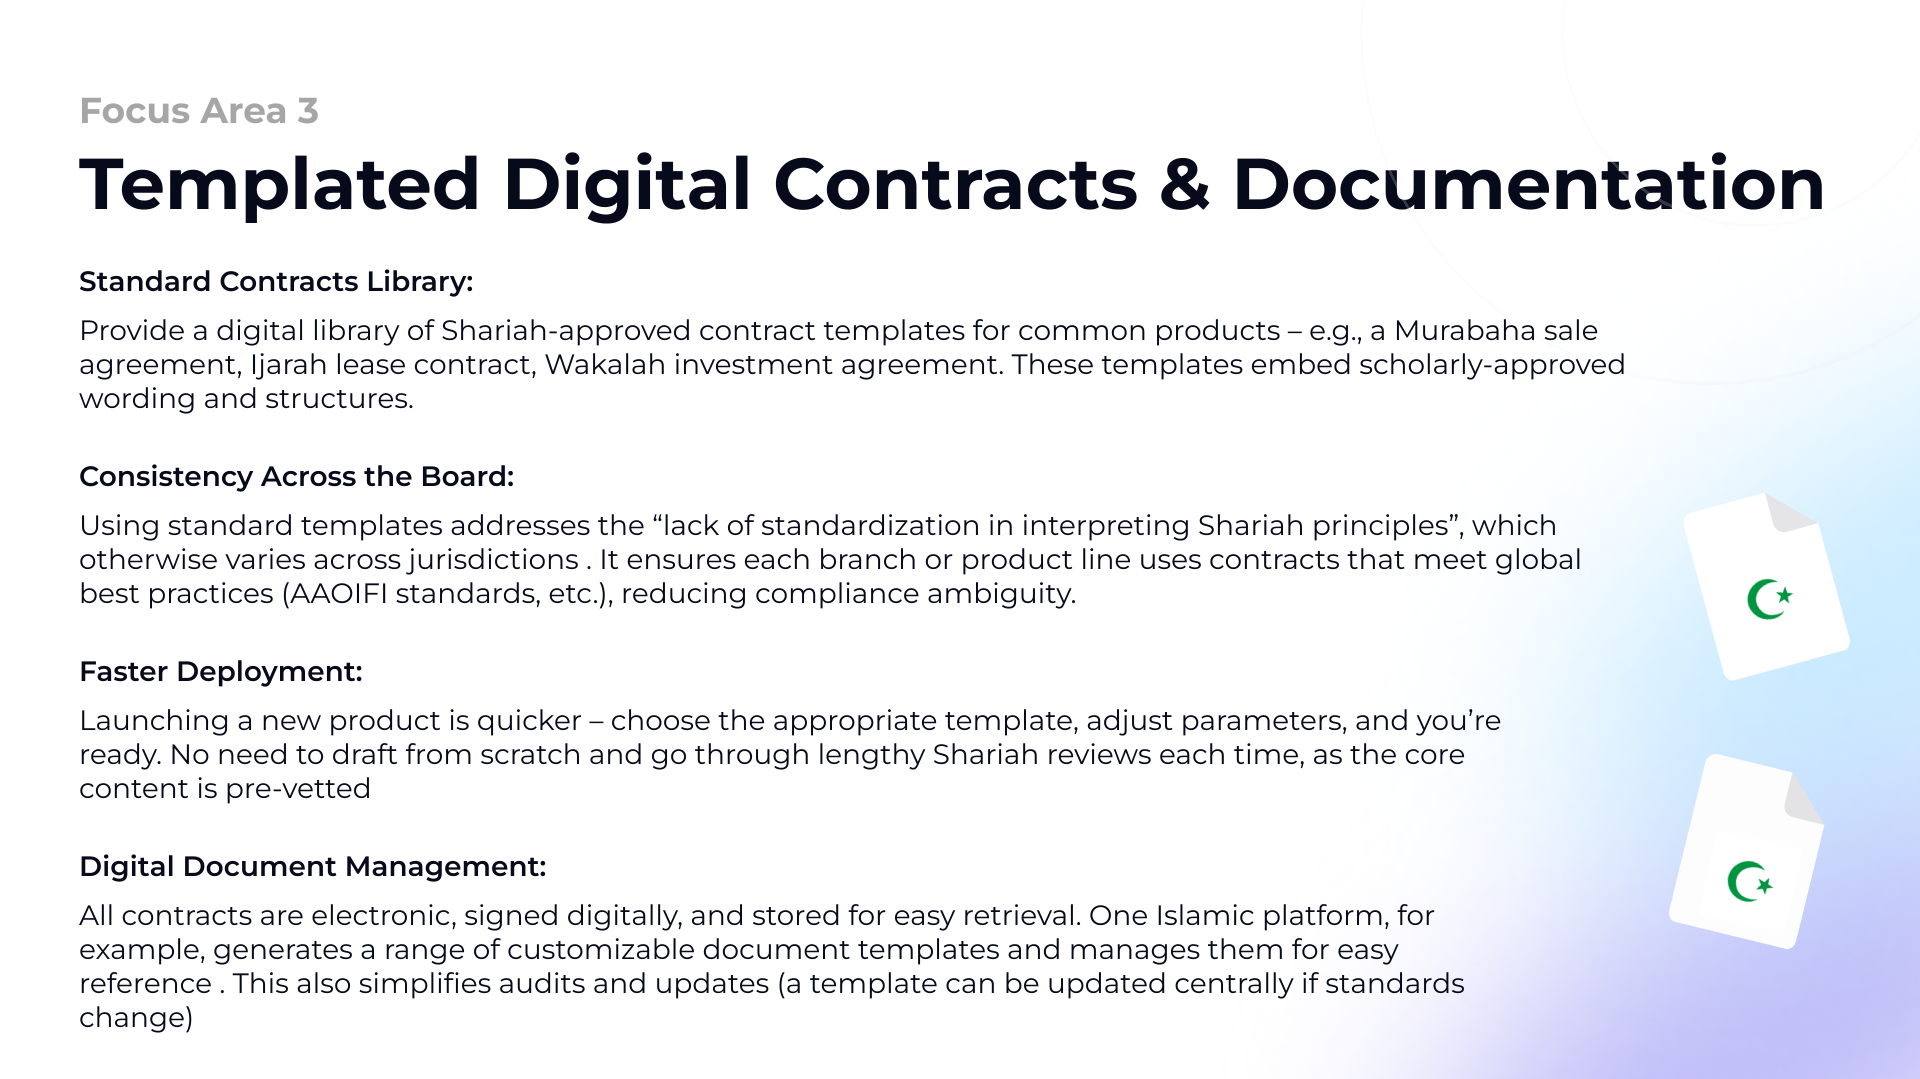 Focus Area 3
Templated Digital Contracts & Documentation
Standard Contracts Library:
Provide a digital library of Shariah-approved contract templates for common products – e.g., a Murabaha sale
agreement, Ijarah lease contract, Wakalah investment agreement. These templates embed scholarly-approved
wording and structures.
Consistency Across the Board:
Using standard templates addresses the “lack of standardization in interpreting Shariah principles”, which
otherwise varies across jurisdictions . It ensures each branch or product line uses contracts that meet global
best practices (AAOIFI standards, etc.), reducing compliance ambiguity.
Faster Deployment:
Launching a new product is quicker – choose the appropriate template, adjust parameters, and you’re
ready. No need to draft from scratch and go through lengthy Shariah reviews each time, as the core
content is pre-vetted
Digital Document Management:
All contracts are electronic, signed digitally, and stored for easy retrieval. One Islamic platform, for
example, generates a range of customizable document templates and manages them for easy
reference . This also simplifies audits and updates (a template can be updated centrally if standards
change)